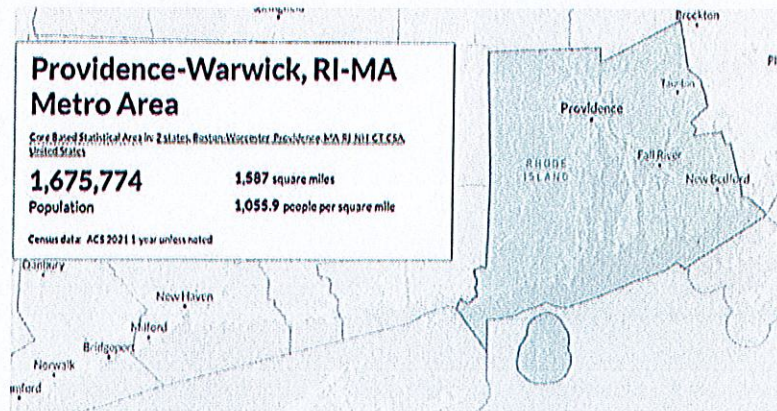 Brockton
Providence-Warwick, RI-MA
Metro Area
Core Based Statistical Area in: 2 states, Boston-Worcester-Providence, MA-RI-NH-CT CSA,
United States
1,675,774
Population
1,587 square miles
1,055.9 people per square mile
Census data: ACS 2021 1-year unless noted
Taunton
Providence
RHODE
ISLAND
Fall River
New Bedford
Danbury
New Haven
Milford
Bridgeport
Norwalk